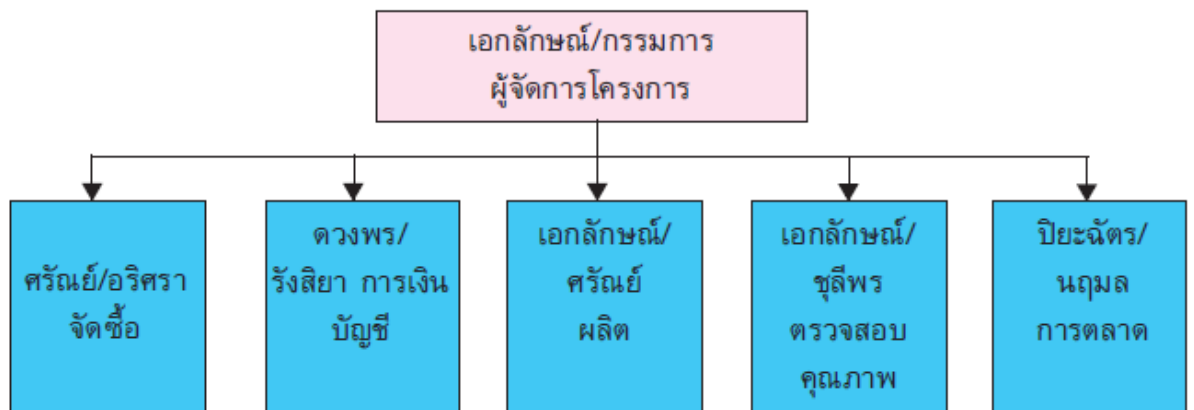 เอกลักษณ์/กรรมการ
ผู้จัดการโครงการ
ศรัณย์/อริศรา
จัดซื้อ
ดวงพร/
รังสิยา การเงิน
บัญชี
เอกลักษณ์/
ศรัณย์
ผลิต
เอกลักษณ์/
ชุลีพร
ตรวจสอบ
คุณภาพ
ปิยะฉัตร/
นฤมล
การตลาด